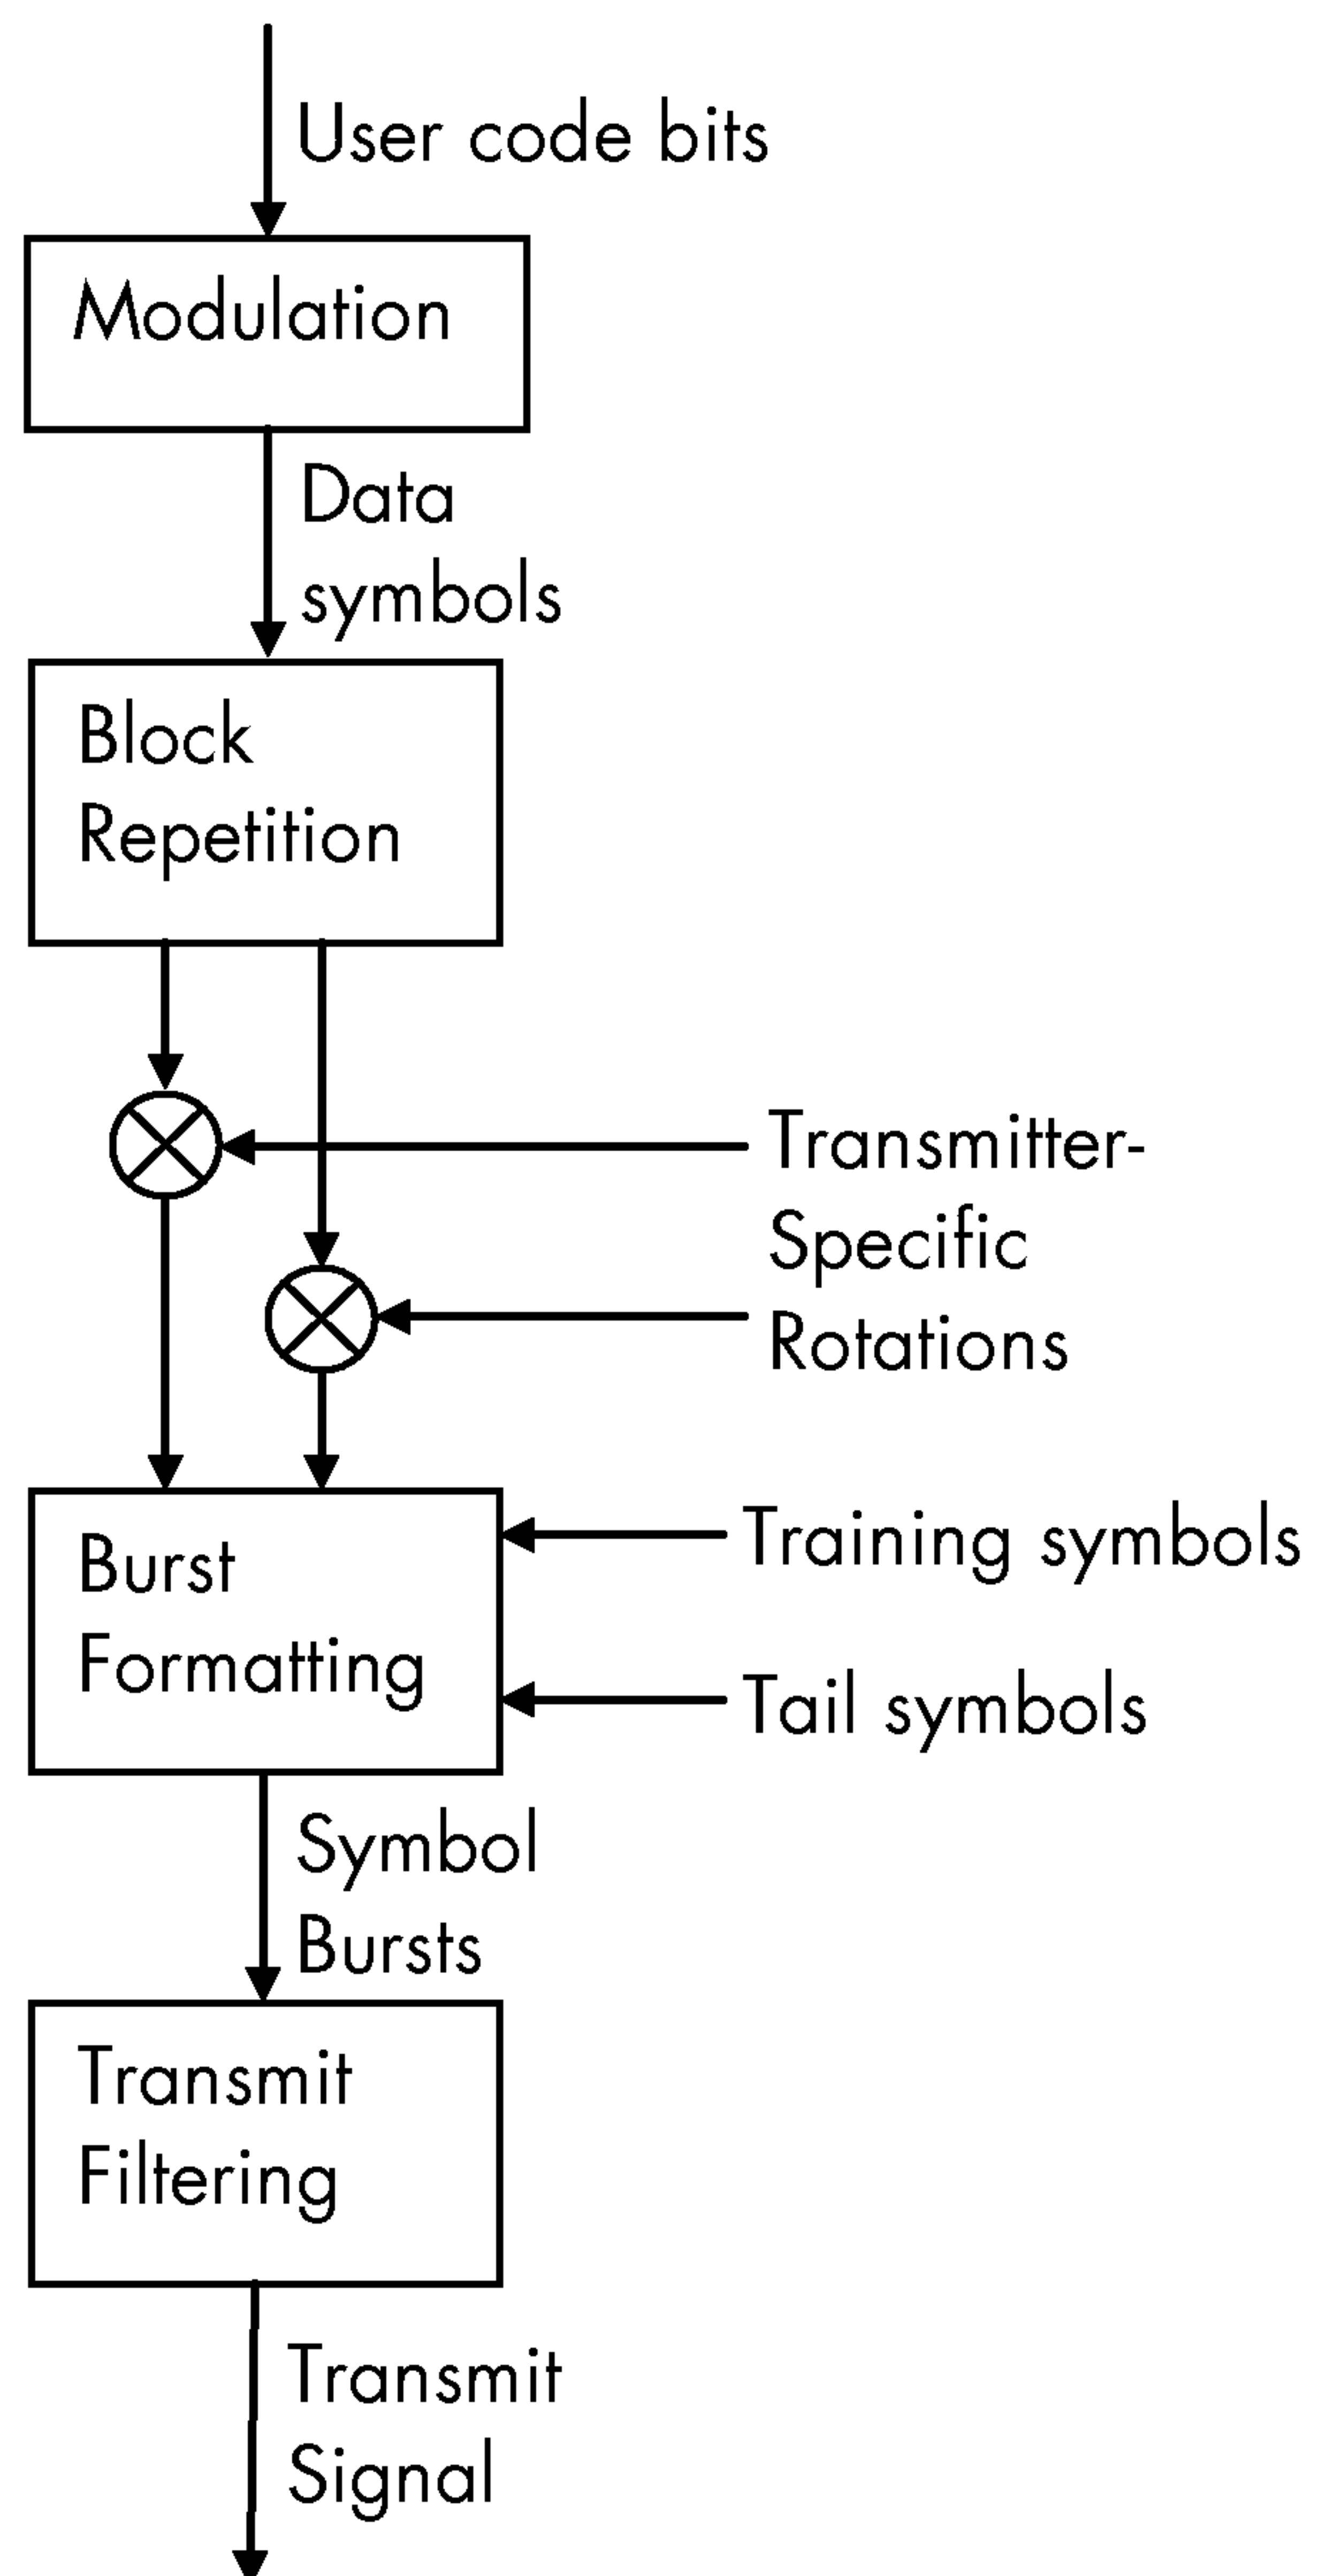 User code bits
Modulation
Data
symbols
Block
Repetition
Transmitter-
Specific
Rotations
Burst
Formatting
Training symbols
Tail symbols
Symbol
Bursts
Transmit
Filtering
Transmit
Signal